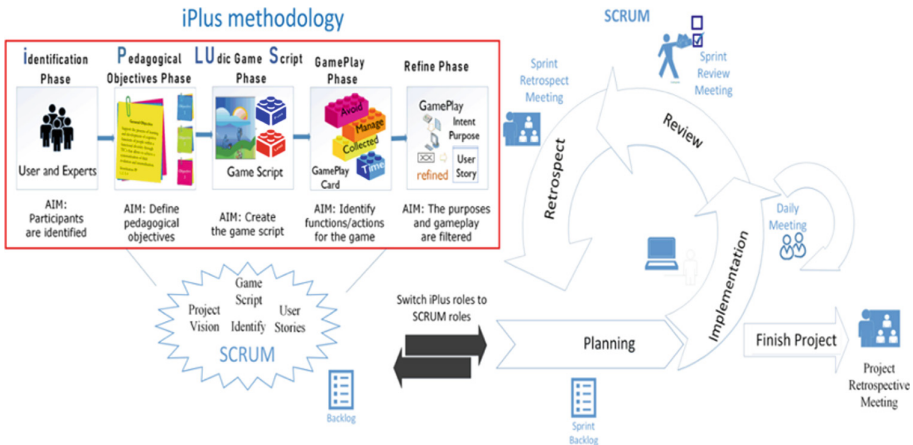 iPlus methodology
identification
Phase
Pedagogical
Objectives Phase
LUdic Game Script
Phase
GamePlay
Phase
Refine Phase
User and Experts
Game Script
Avoid
Manage
Collected
Time
GamePlay
Card
GamePlay
Intent
Purpose
refined
User
Story
AIM:
Participants
are identified
AIM: Define
pedagogical
objectives
AIM: Create
the game script
AIM: Identify
functions/actions
for the game
AIM: The purposes
and gameplay
are filtered
Project
Vision
Game
Script
Identify
User
Stories
SCRUM
Backlog
Switch iPlus roles to
SCRUM roles
SCRUM
Sprint
Retrospect
Meeting
Sprint
Review
Meeting
Retrospect
Review
Daily
Meeting
Implementation
Planning
Sprint
Backlog
Finish Project
Project
Retrospective
Meeting